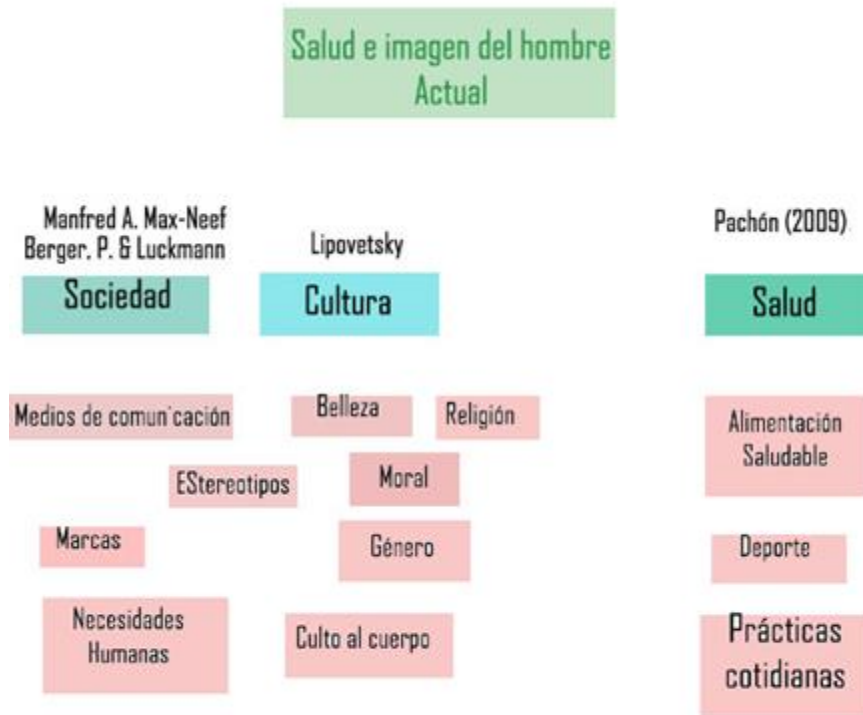 Salud e imagen del hombre
Actual
Manfred A. Max-Neef
Berger, P. & Luckmann
Sociedad
Lipovetsky
Cultura
Pachón (2009)
Salud
Medios de comun'cación
EStereotipos
Marcas
Necesidades
Humanas
Belleza
Religión
Moral
Género
Culto al cuerpo
Alimentación
Saludable
Deporte
Prácticas
cotidianas